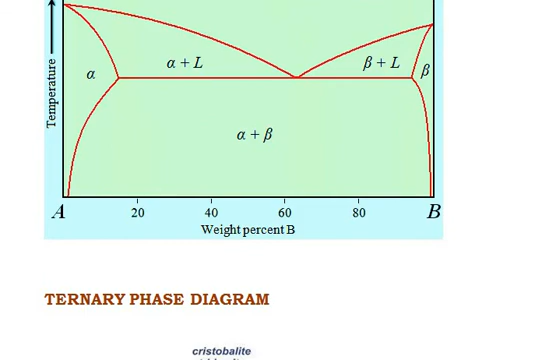 α + L
β + L
α
β
Temperature
α + β
A
20
40
60
80
B
Weight percent B
TERNARY PHASE DIAGRAM
cristobalite